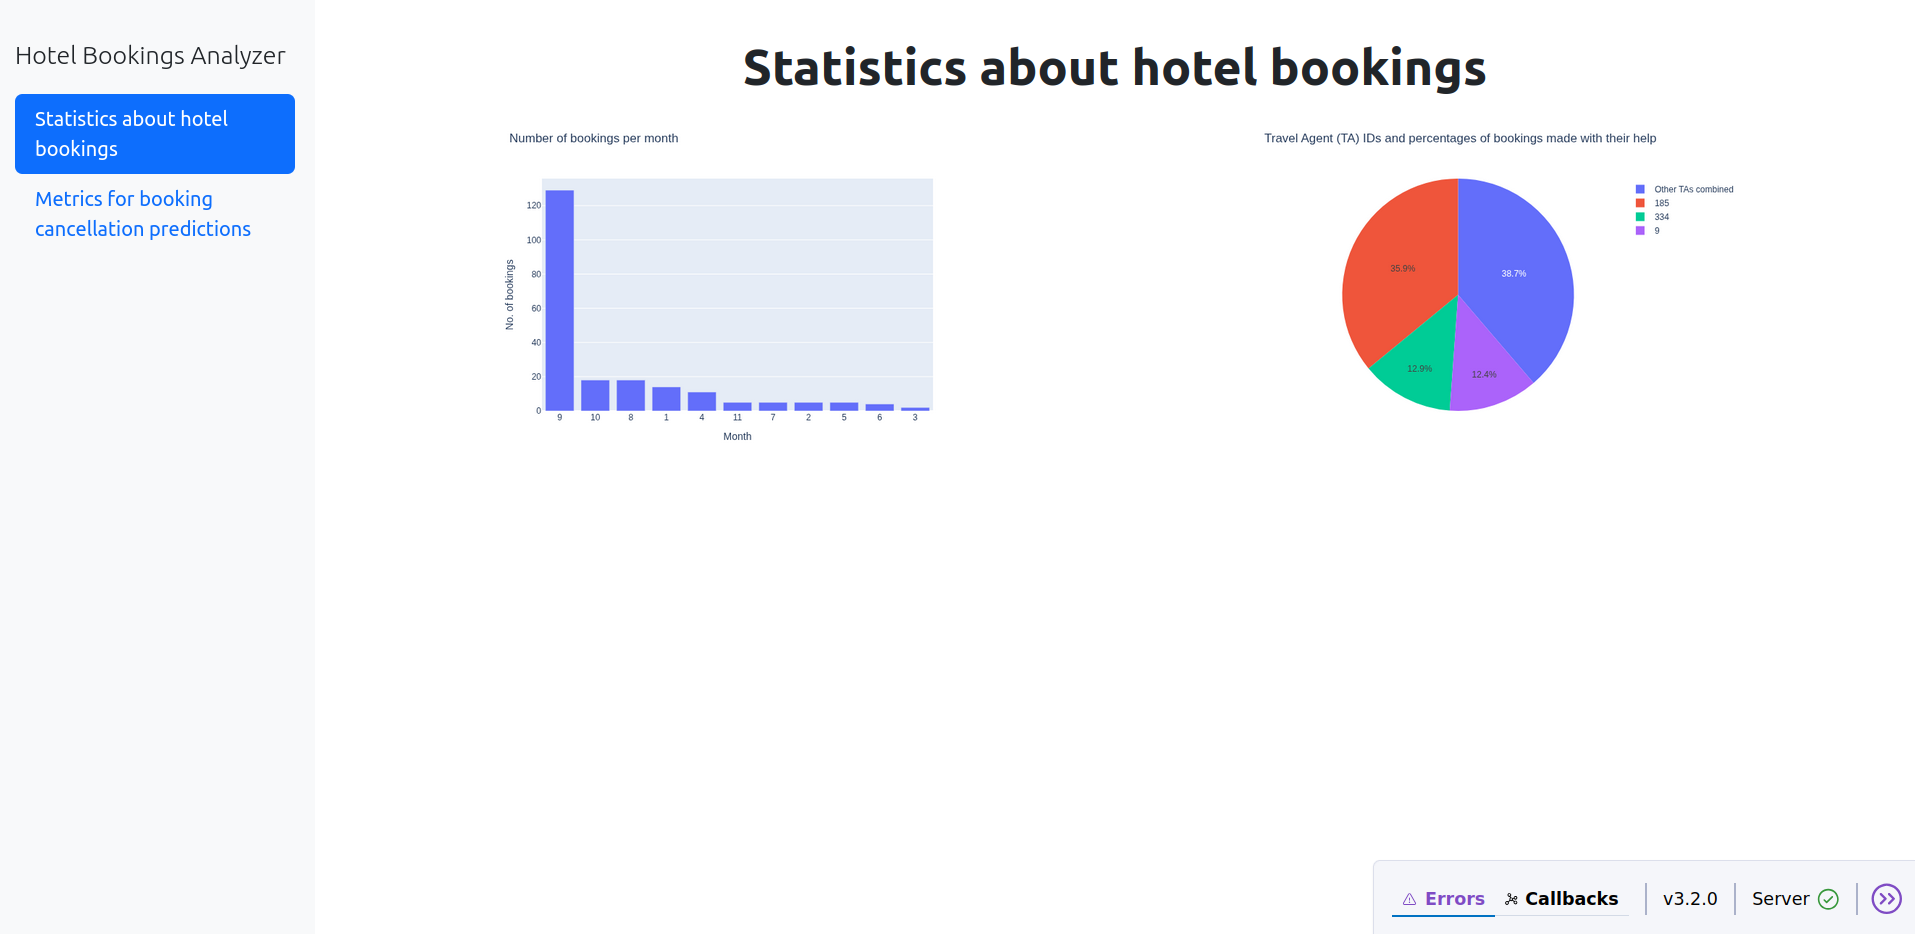 Hotel Bookings Analyzer
Statistics about hotel
bookings
Metrics for booking
cancellation predictions
Statistics about hotel bookings
Number of bookings per month
No. of bookings
120
100
80
60
40
20
0
9 10 8 1 4 11 7 2 5 6 3
Month
Travel Agent (TA) IDs and percentages of bookings made with their help
35.9%
38.7%
12.9%
12.4%
Other TAs combined
185
334
9
Errors Callbacks v3.2.0 Server